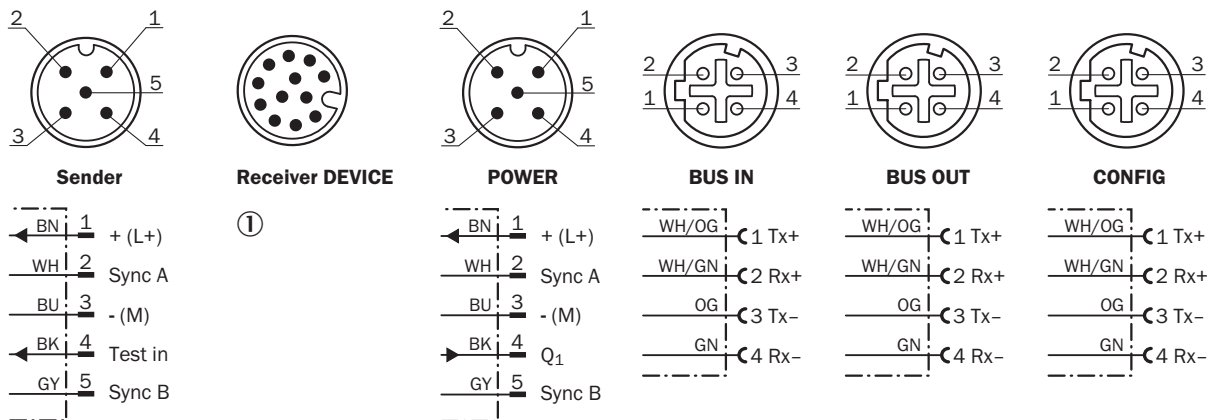 2 1 2 1
2 3 2 3 2 3
5 5
1 4 1 4 1 4
3 4 3 4
Sender Receiver DEVICE POWER BUS IN BUS OUT CONFIG
①
BN 1 + (L+)
WH 2 Sync A
BU 3 - (M)
BK 4 Test in
GY 5 Sync B
BN 1 + (L+)
WH 2 Sync A
BU 3 - (M)
BK 4 Q1
GY 5 Sync B
WH/OG 1 Tx+
WH/GN 2 Rx+
OG 3 Tx–
GN 4 Rx–
WH/OG 1 Tx+
WH/GN 2 Rx+
OG 3 Tx–
GN 4 Rx–
WH/OG 1 Tx+
WH/GN 2 Rx+
OG 3 Tx–
GN 4 Rx–